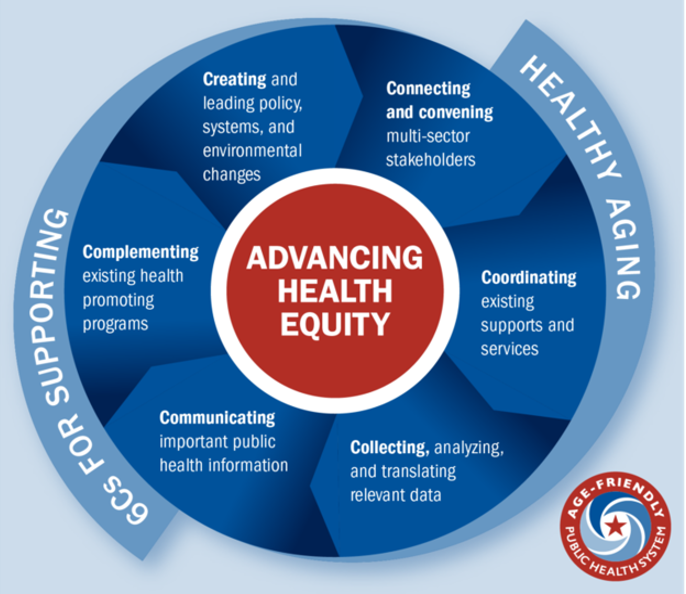 6Cs FOR SUPPORTING
HEALTHY AGING
Creating and
leading policy,
systems, and
environmental
changes
Connecting
and convening
multi-sector
stakeholders
Coordinating
existing
supports and
services
Collecting, analyzing,
and translating
relevant data
Communicating
important public
health information
Complementing
existing health
promoting
programs
ADVANCING
HEALTH
EQUITY
AGE-FRIENDLY
PUBLIC HEALTH SYSTEM